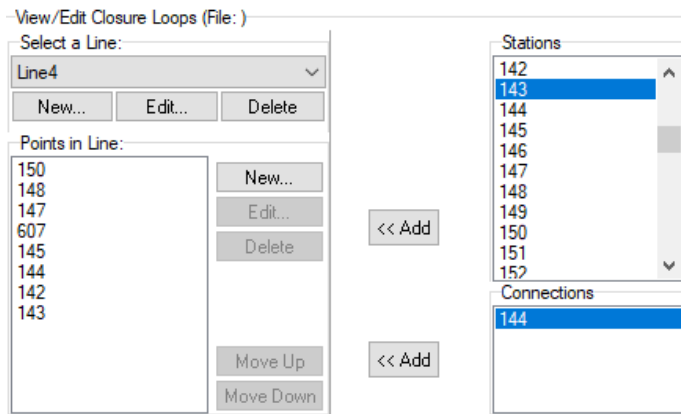 View/Edit Closure Loops (File: )
Select a Line:
Line4
New... Edit... Delete
Points in Line:
150
148
147
607
145
144
142
143
New...
Edit...
Delete
Move Up
Move Down
<< Add
<< Add
Stations
142
143
144
145
146
147
148
149
150
151
152
Connections
144